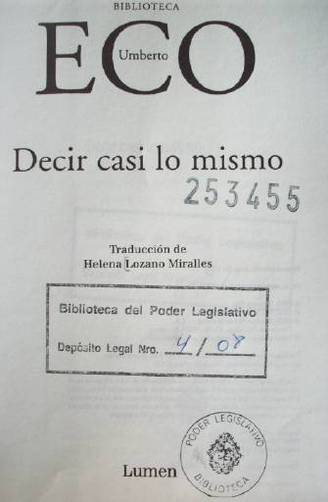 BIBLIOTECA
ECO
Umberto
Decir casi lo mismo
253455
Traducción de
Helena Lozano Miralles
Biblioteca del Poder Legislativo
Depósito Legal Nro. 4/08
PODER LEGISLATIVO
BIBLIOTECA
Lumen